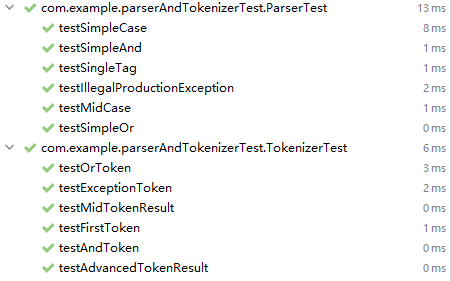 com.example.parserAndTokenizerTest.ParserTest 13 ms
testSimpleCase 8 ms
testSimpleAnd 1 ms
testSingleTag 1 ms
testIllegalProductionException 2 ms
testMidCase 1 ms
testSimpleOr 0 ms
com.example.parserAndTokenizerTest.TokenizerTest 6 ms
testOrToken 3 ms
testExceptionToken 2 ms
testMidTokenResult 0 ms
testFirstToken 1 ms
testAndToken 0 ms
testAdvancedTokenResult 0 ms